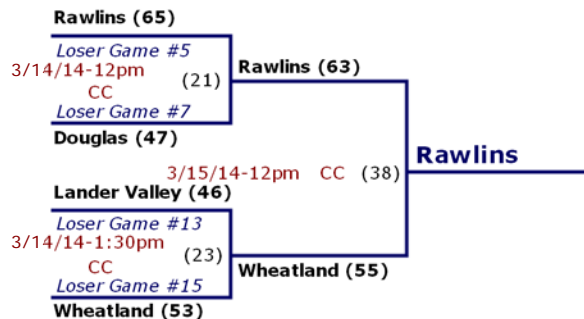 Rawlins (65)
Loser Game #5
3/14/14-12pm
CC
(21)
Loser Game #7
Douglas (47)
Rawlins (63)
3/15/14-12pm CC (38)
Rawlins
Lander Valley (46)
Loser Game #13
3/14/14-1:30pm
CC
(23)
Loser Game #15
Wheatland (53)
Wheatland (55)